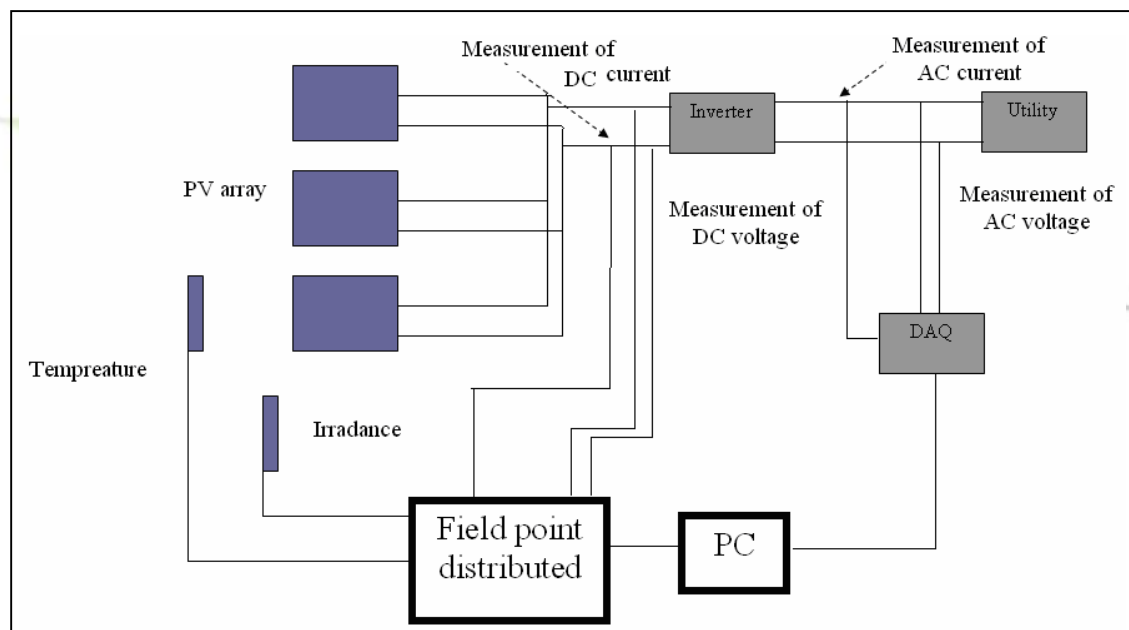 Measurement of
DC current
Measurement of
AC current
Inverter
Utility
PV array
Measurement of
DC voltage
Measurement of
AC voltage
DAQ
Tempreature
Irradance
Field point
distributed
PC